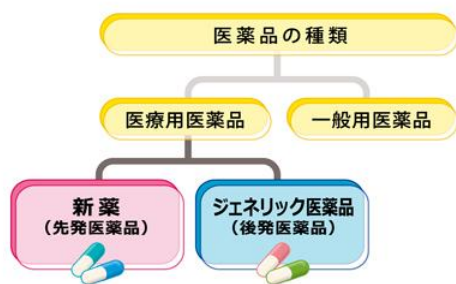 医薬品の種類
医療用医薬品
一般用医薬品
新薬
(先発医薬品)
ジェネリック医薬品
(後発医薬品)